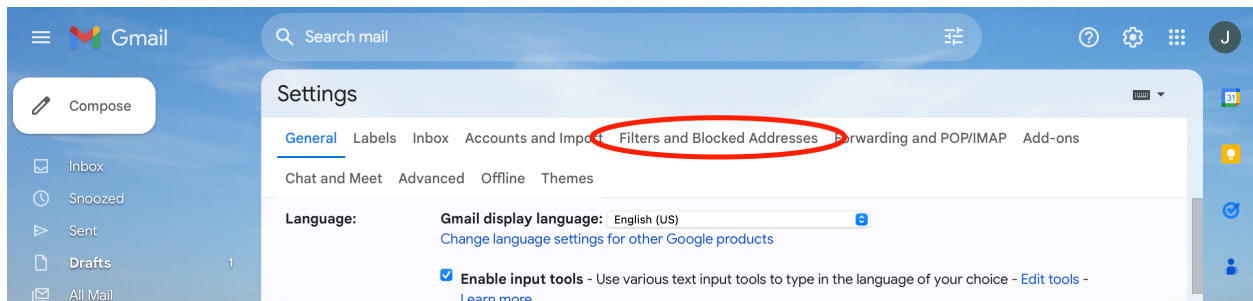 Gmail
Search mail
J
Compose
Inbox
Snoozed
Sent
Drafts 1
All Mail
Settings
General Labels Inbox Accounts and Import Filters and Blocked Addresses Forwarding and POP/IMAP Add-ons
Chat and Meet Advanced Offline Themes
Language: Gmail display language: English (US)
Change language settings for other Google products
Enable input tools - Use various text input tools to type in the language of your choice - Edit tools -
Learn more
31